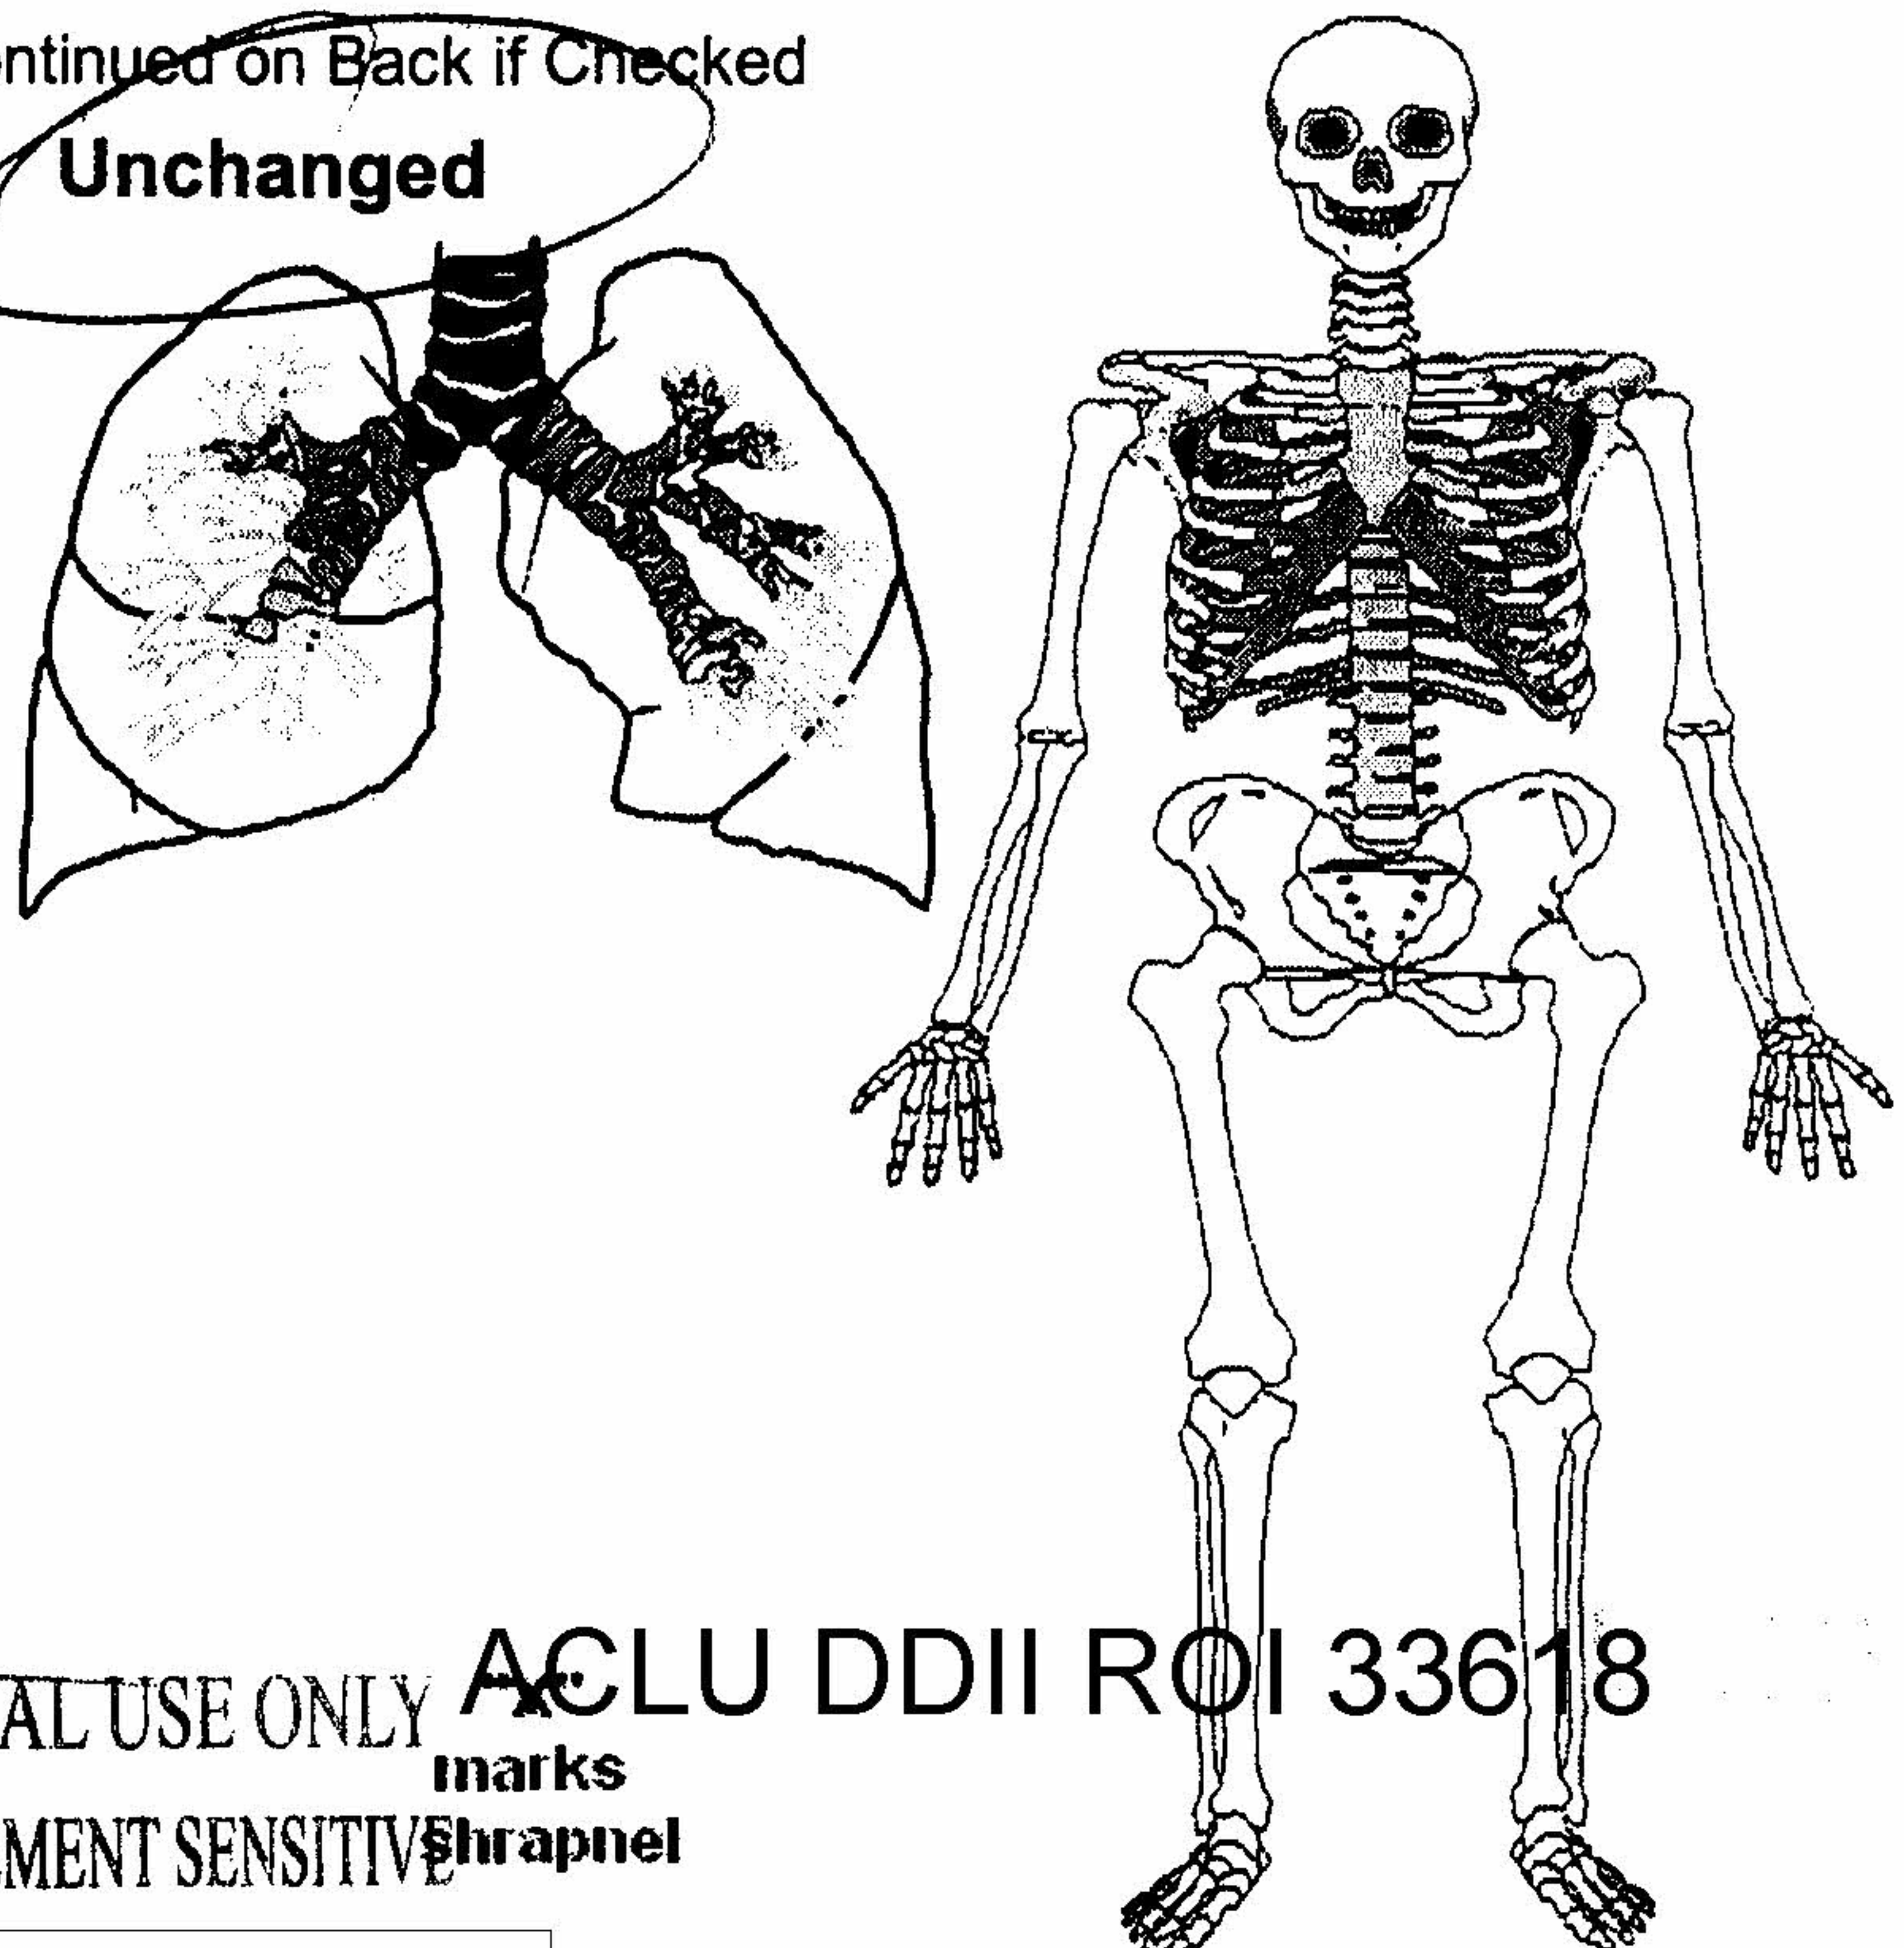 ntinued on Back if Checked
Unchanged
ACLU DDII ROI 33618
AL USE ONLY
"x"
marks
MENT SENSITIVE
shrapnel